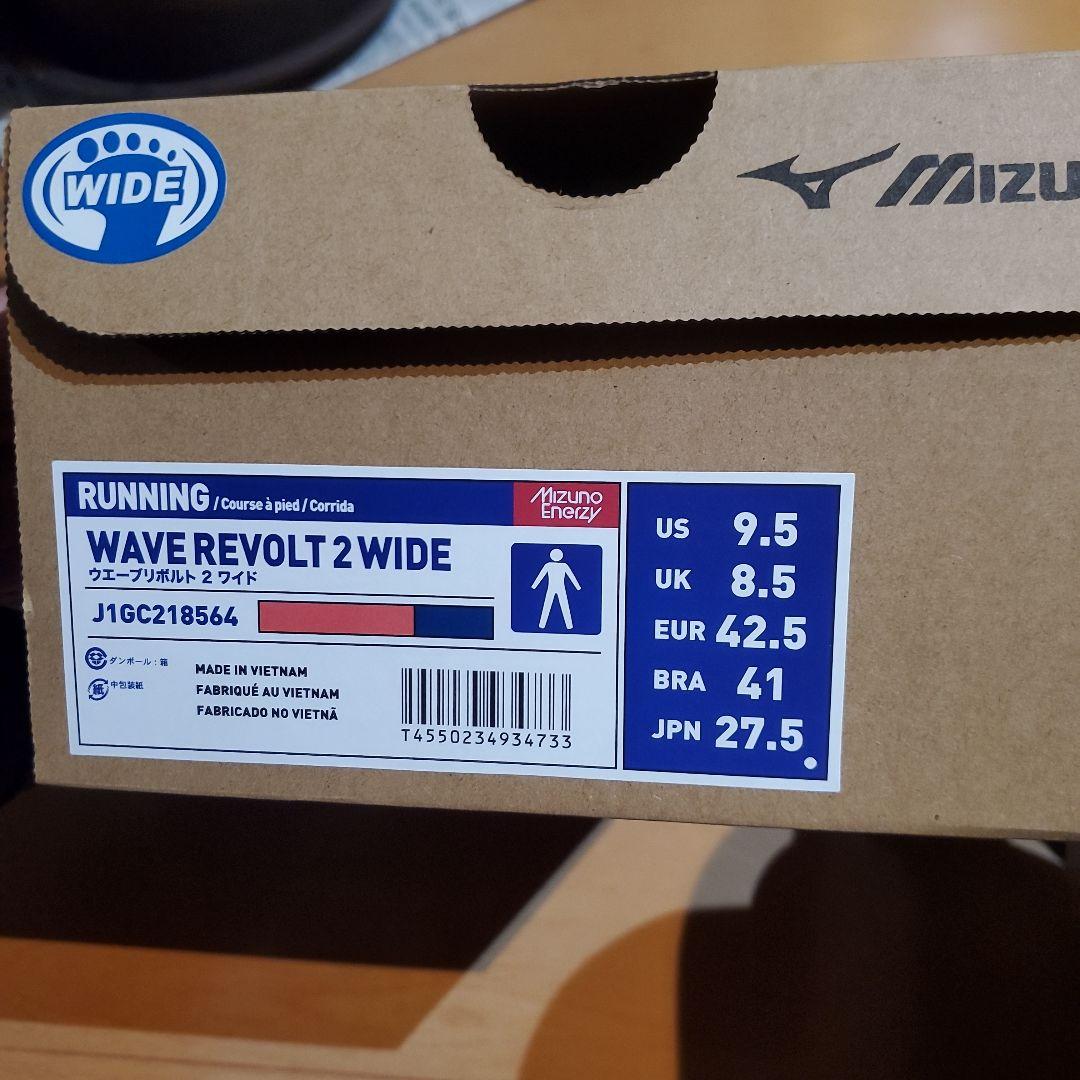 WIDE
MIZU
RUNNING / Course à pied / Corrida
MIZUNO
ENERZY
WAVE REVOLT 2 WIDE
ウエーブリボルト 2 ワイド
J1GC218564
ダンボール：箱
紙 中包装紙
MADE IN VIETNAM
FABRIQUÉ AU VIETNAM
FABRICADO NO VIETNÃ
T4550234934733
US 9.5
UK 8.5
EUR 42.5
BRA 41
JPN 27.5